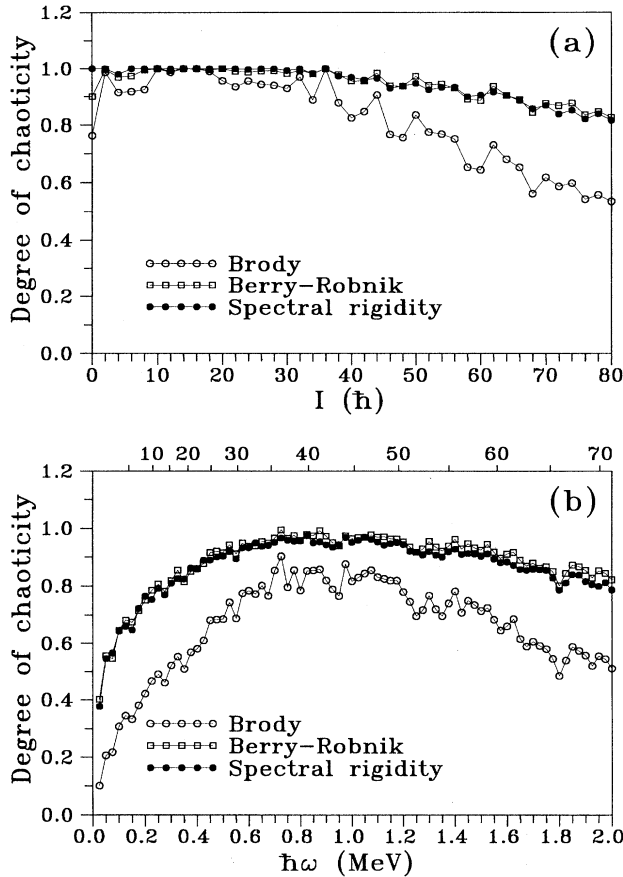 (a)
Degree of chaoticity
1.2
1.0
0.8
0.6
0.4
0.2
0.0
Brody
Berry-Robnik
Spectral rigidity
0 10 20 30 40 50 60 70 80
I (ħ)
10 20 30 40 50 60 70
(b)
Degree of chaoticity
1.2
1.0
0.8
0.6
0.4
0.2
0.0
Brody
Berry-Robnik
Spectral rigidity
0.0 0.2 0.4 0.6 0.8 1.0 1.2 1.4 1.6 1.8 2.0
ħω (MeV)